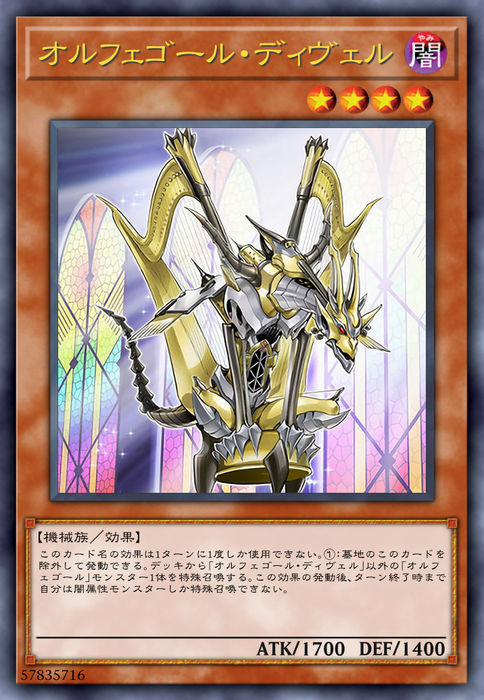 オルフェゴール・ディヴェル
やみ
闇
【機械族/効果】
このカード名の効果は1ターンに1度しか使用できない。①:墓地のこのカードを
除外して発動できる。デッキから「オルフェゴール・ディヴェル」以外の「オルフ
ェゴール」モンスター1体を特殊召喚する。この効果の発動後、ターン終了時まで
自分は闇属性モンスターしか特殊召喚できない。
ATK/1700 DEF/1400
57835716